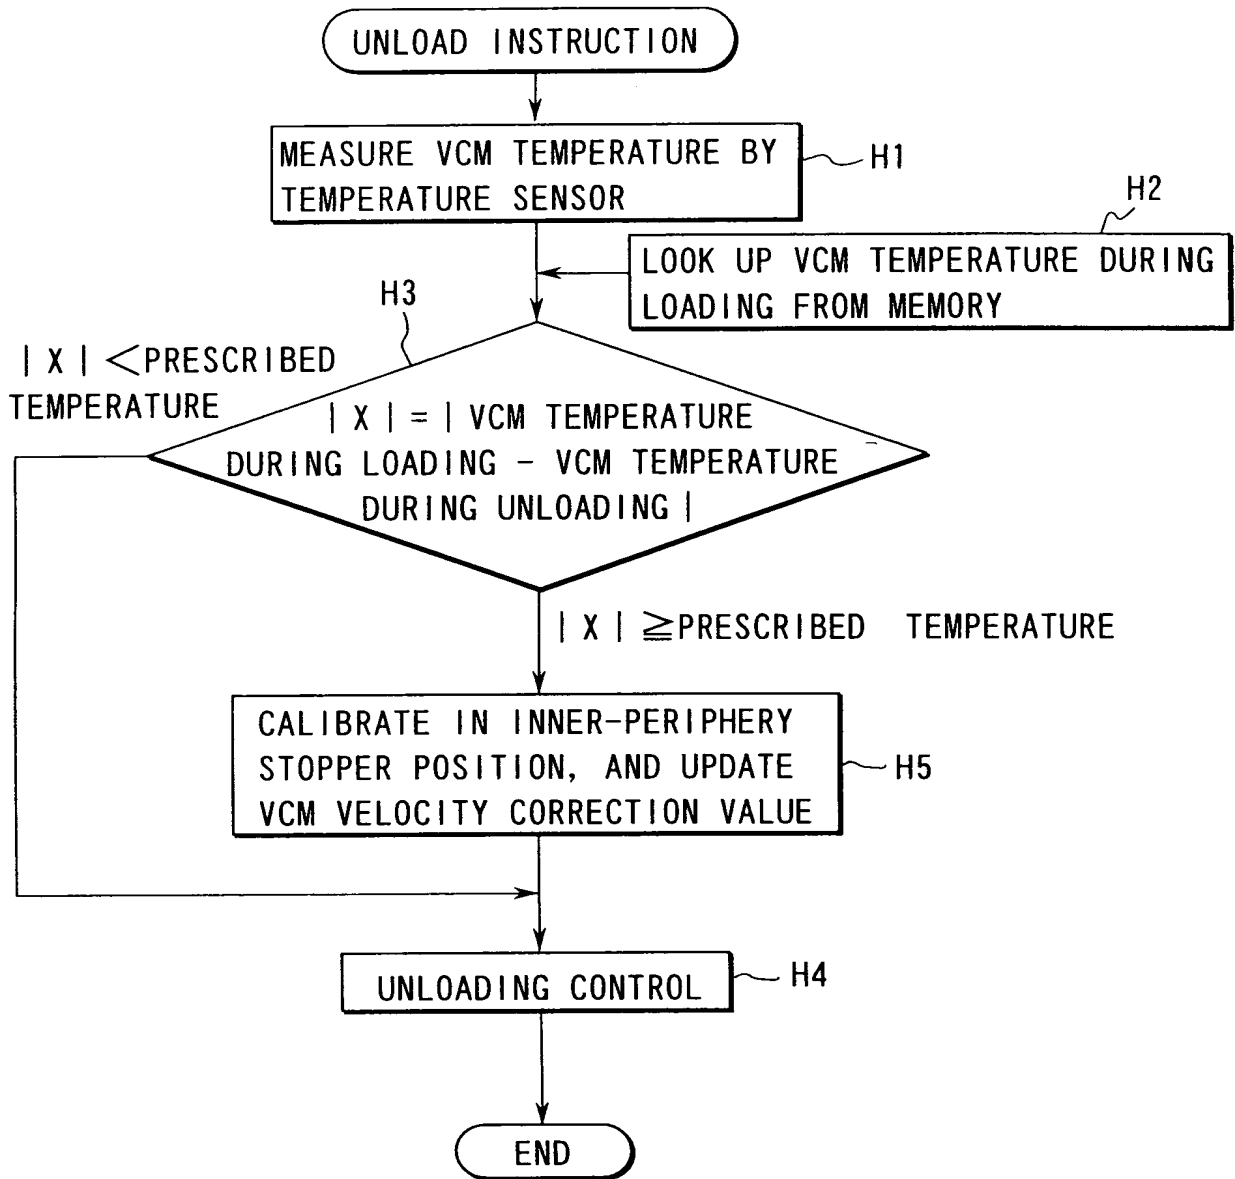 UNLOAD INSTRUCTION
MEASURE VCM TEMPERATURE BY
TEMPERATURE SENSOR
H1
H2
LOOK UP VCM TEMPERATURE DURING
LOADING FROM MEMORY
H3
| X | <PRESCRIBED
TEMPERATURE
| X | = | VCM TEMPERATURE
DURING LOADING - VCM TEMPERATURE
DURING UNLOADING |
| X | ≧PRESCRIBED TEMPERATURE
CALIBRATE IN INNER-PERIPHERY
STOPPER POSITION, AND UPDATE
VCM VELOCITY CORRECTION VALUE
H5
UNLOADING CONTROL
H4
END